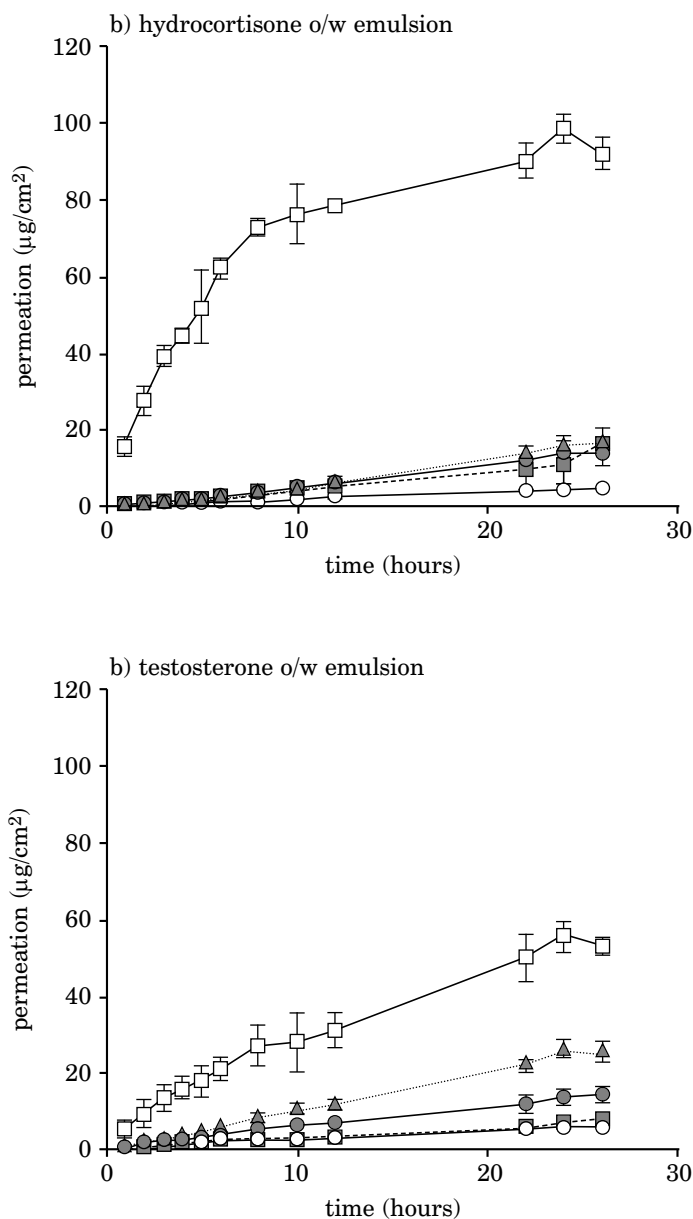 b) hydrocortisone o/w emulsion
120
100
80
60
40
20
0
permeation (μg/cm²)
0 10 20 30
time (hours)
b) testosterone o/w emulsion
120
100
80
60
40
20
0
permeation (μg/cm²)
0 10 20 30
time (hours)